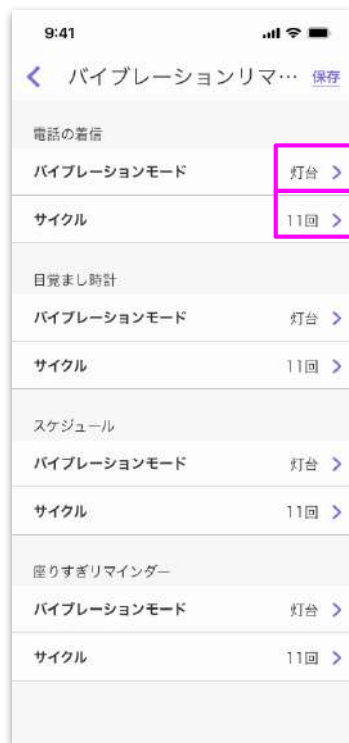 9:41
バイブレーションリマ… 保存
電話の着信
バイブレーションモード 灯台
サイクル 11回
目覚まし時計
バイブレーションモード 灯台
サイクル 11回
スケジュール
バイブレーションモード 灯台
サイクル 11回
座りすぎリマインダー
バイブレーションモード 灯台
サイクル 11回